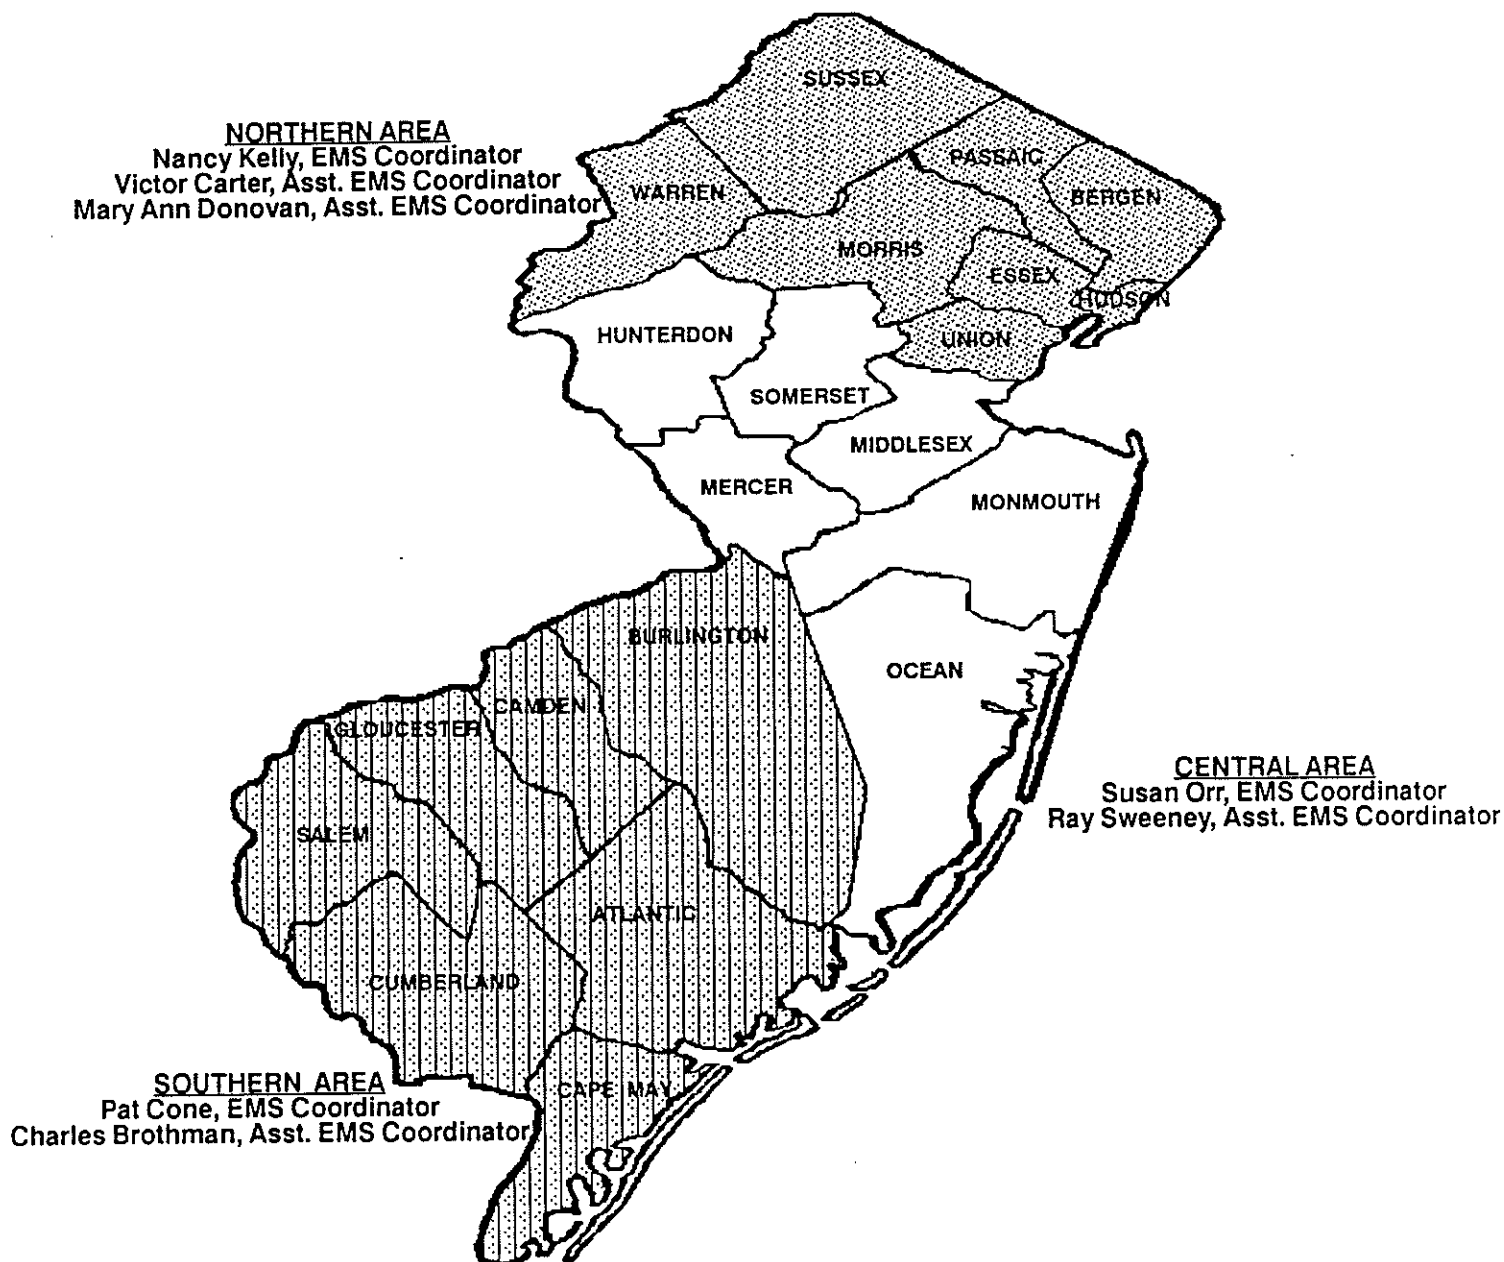 SUSSEX
NORTHERN AREA
Nancy Kelly, EMS Coordinator
Victor Carter, Asst. EMS Coordinator
Mary Ann Donovan, Asst. EMS Coordinator
PASSAIC
WARREN
BERGEN
MORRIS
ESSEX
HUDSON
HUNTERDON
UNION
SOMERSET
MIDDLESEX
MERCER
MONMOUTH
BURLINGTON
OCEAN
CAMDEN
GLOUCESTER
CENTRAL AREA
Susan Orr, EMS Coordinator
Ray Sweeney, Asst. EMS Coordinator
SALEM
ATLANTIC
CUMBERLAND
SOUTHERN AREA
Pat Cone, EMS Coordinator
Charles Brothman, Asst. EMS Coordinator
CAPE MAY